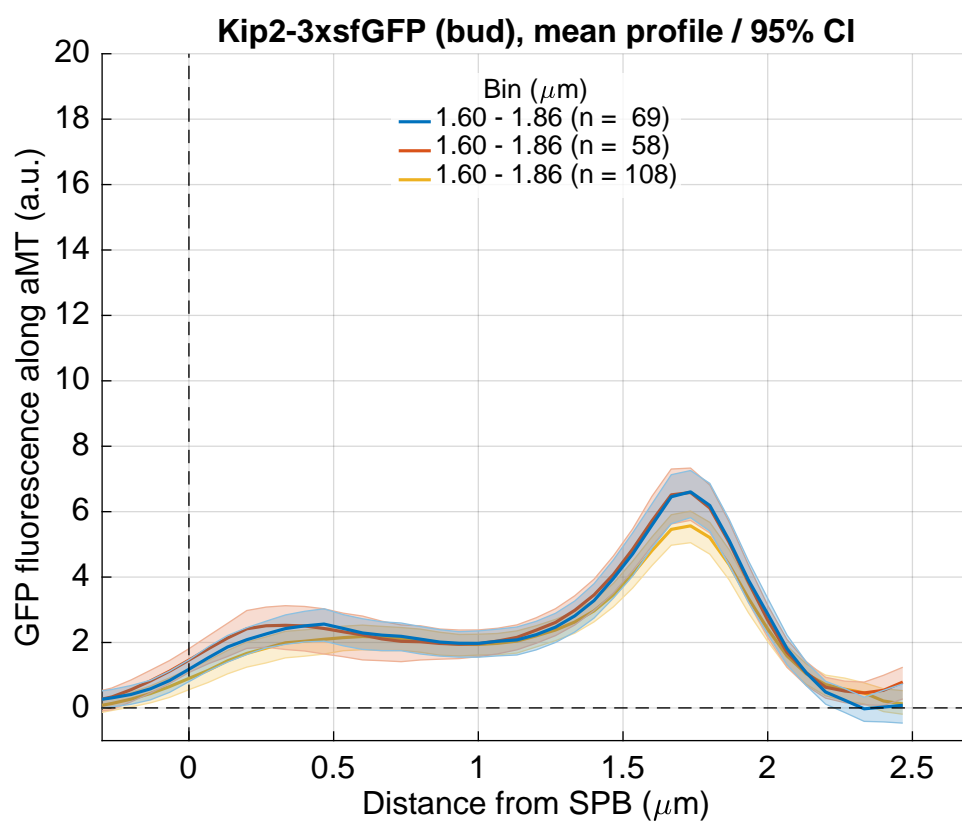 Kip2-3xsfGFP (bud), mean profile / 95% CI
Bin (μm)
1.60 - 1.86 (n = 69)
1.60 - 1.86 (n = 58)
1.60 - 1.86 (n = 108)
GFP fluorescence along aMT (a.u.)
20
18
16
14
12
10
8
6
4
2
0
0 0.5 1 1.5 2 2.5
Distance from SPB (μm)